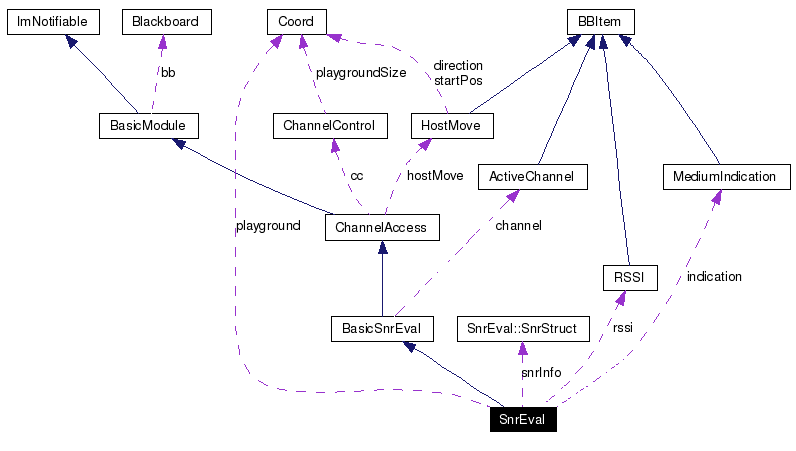 ImNotifiable
Blackboard
Coord
BBItem
bb
playgroundSize
direction
startPos
BasicModule
ChannelControl
HostMove
cc
hostMove
ActiveChannel
MediumIndication
playground
ChannelAccess
channel
RSSI
indication
BasicSnrEval
SnrEval::SnrStruct
rssi
snrInfo
SnrEval